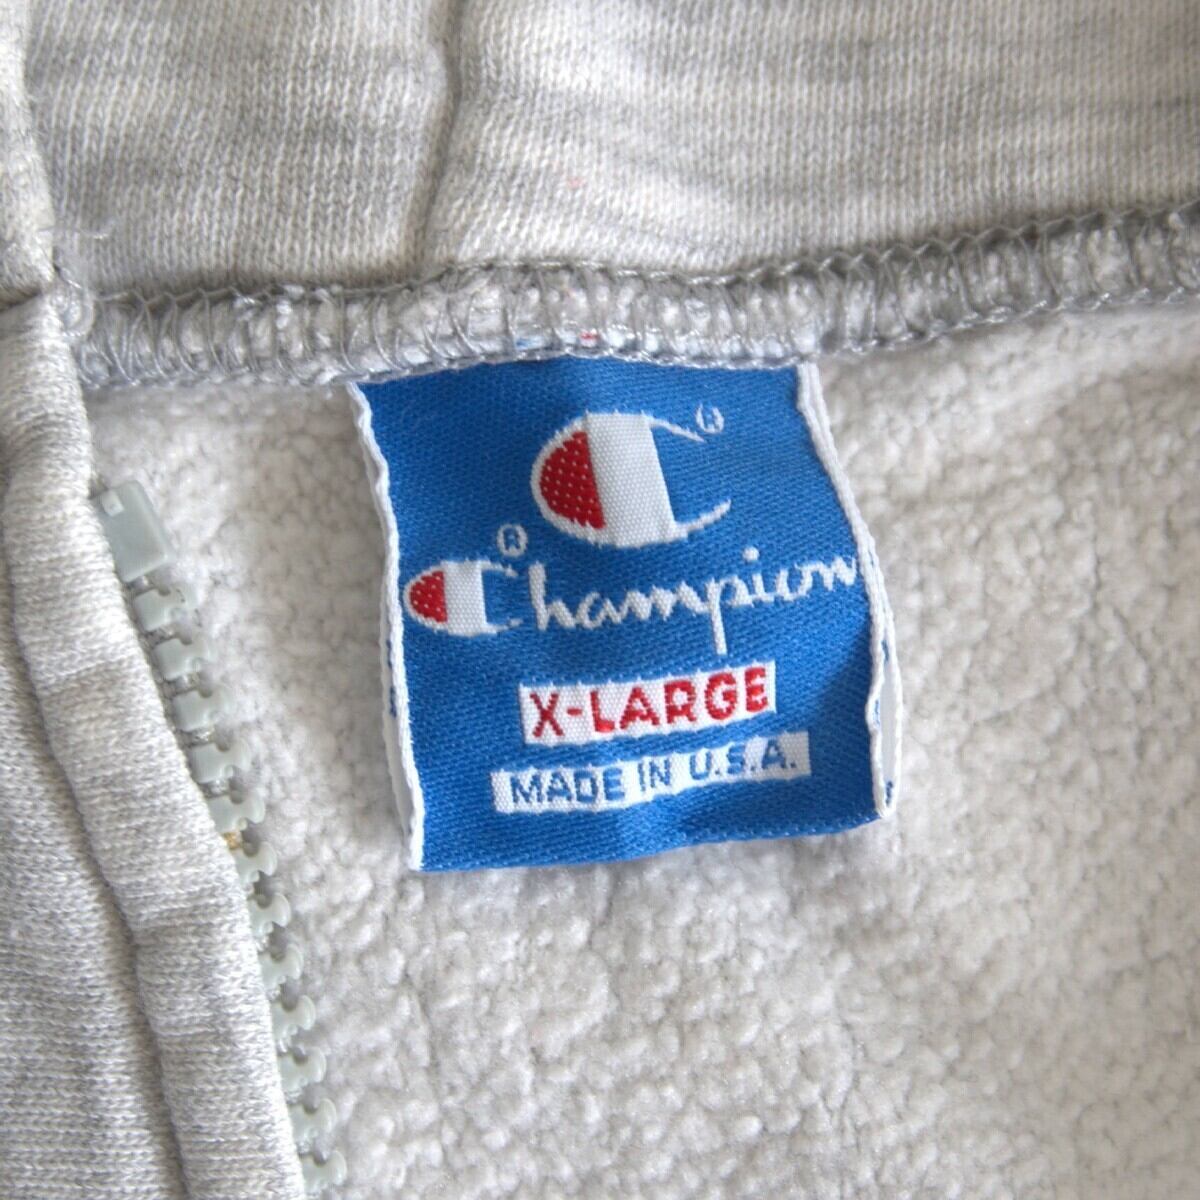 ®
®
Champion
X-LARGE
MADE IN U.S.A.